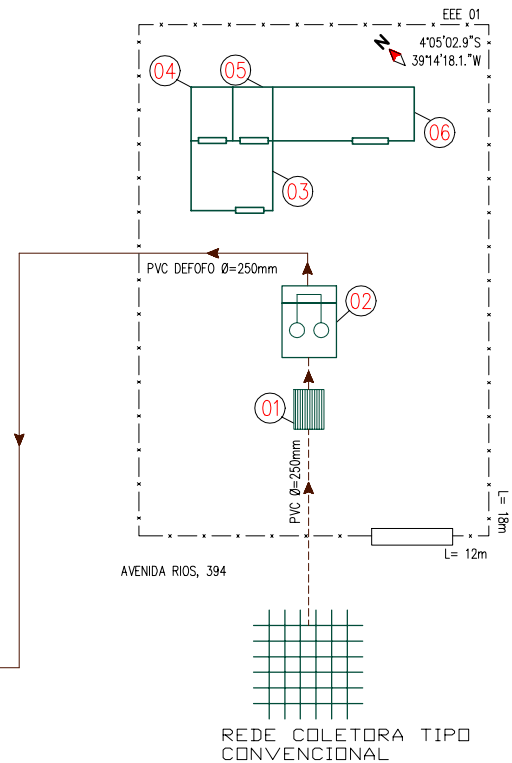 EEE 01
N
4°05'02.9"S
39°14'18.1."W
04
05
06
03
PVC DEFOFO Ø=250mm
02
01
PVC Ø=250mm
L= 18m
L= 12m
AVENIDA RIOS, 394
REDE COLETORA TIPO
CONVENCIONAL